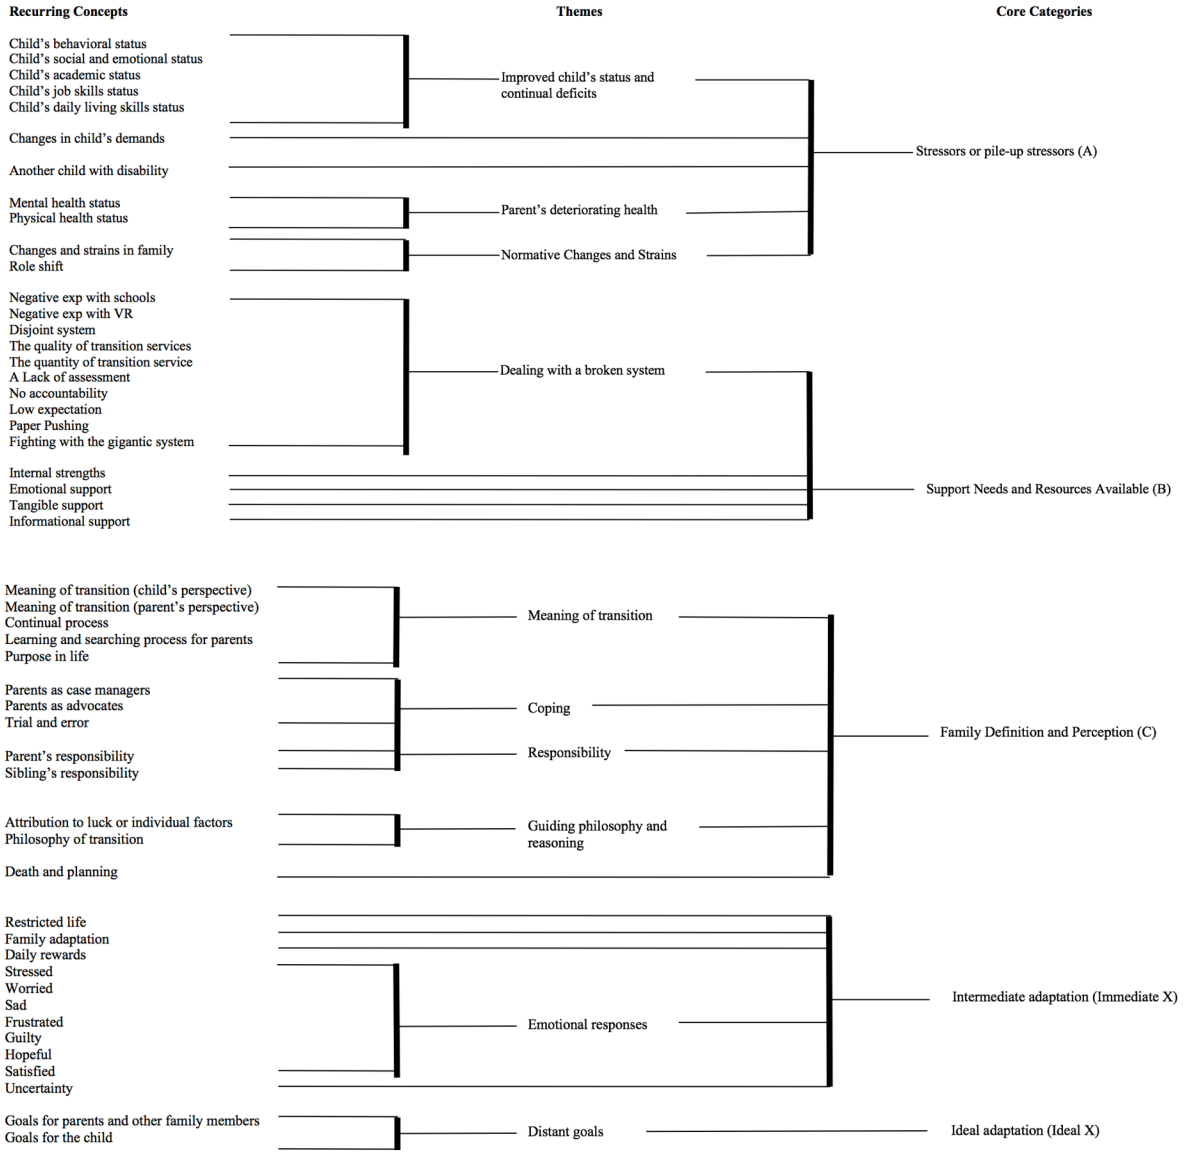 Recurring Concepts
Themes
Core Categories
Child's behavioral status
Child's social and emotional status
Child's academic status
Child's job skills status
Child's daily living skills status
Improved child's status and
continual deficits
Changes in child's demands
Another child with disability
Stressors or pile-up stressors (A)
Mental health status
Physical health status
Parent's deteriorating health
Changes and strains in family
Role shift
Normative Changes and Strains
Negative exp with schools
Negative exp with VR
Disjoint system
The quality of transition services
The quantity of transition service
A Lack of assessment
No accountability
Low expectation
Paper Pushing
Fighting with the gigantic system
Dealing with a broken system
Internal strengths
Emotional support
Tangible support
Informational support
Support Needs and Resources Available (B)
Meaning of transition (child's perspective)
Meaning of transition (parent's perspective)
Continual process
Learning and searching process for parents
Purpose in life
Meaning of transition
Parents as case managers
Parents as advocates
Trial and error
Coping
Parent's responsibility
Sibling's responsibility
Responsibility
Family Definition and Perception (C)
Attribution to luck or individual factors
Philosophy of transition
Guiding philosophy and
reasoning
Death and planning
Restricted life
Family adaptation
Daily rewards
Stressed
Worried
Sad
Frustrated
Guilty
Hopeful
Satisfied
Uncertainty
Emotional responses
Intermediate adaptation (Immediate X)
Goals for parents and other family members
Goals for the child
Distant goals
Ideal adaptation (Ideal X)